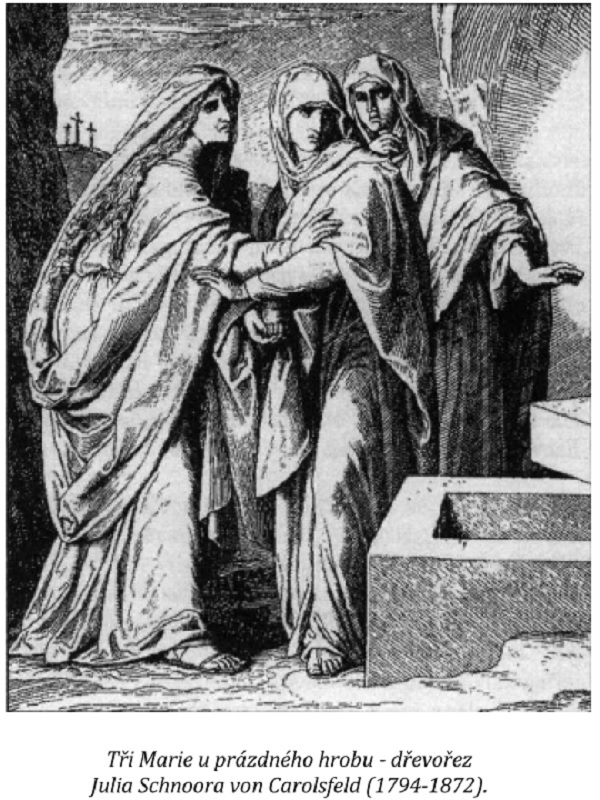 Tři Marie u prázdného hrobu - dřevořez
Julia Schnoora von Carolsfeld (1794-1872).